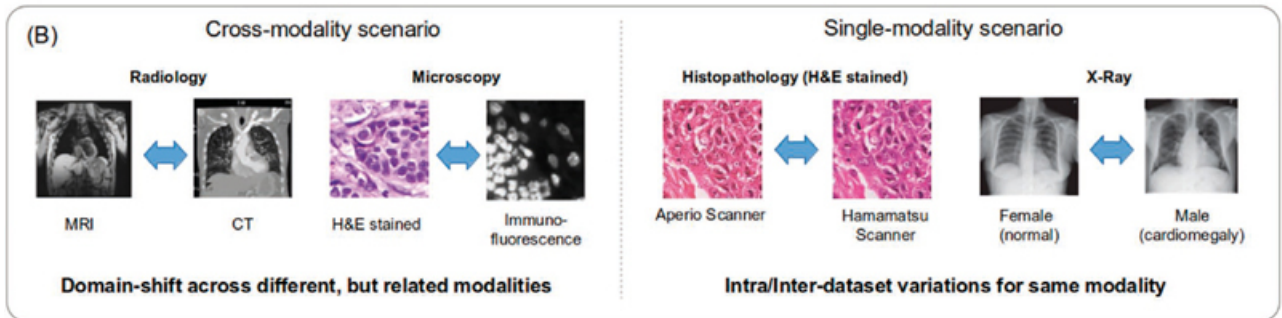 (B)
Cross-modality scenario
Single-modality scenario
Radiology
Microscopy
Histopathology (H&E stained)
X-Ray
MRI
CT
H&E stained
Immuno-
fluorescence
Aperio Scanner
Hamamatsu
Scanner
Female
(normal)
Male
(cardiomegaly)
Domain-shift across different, but related modalities
Intra/Inter-dataset variations for same modality